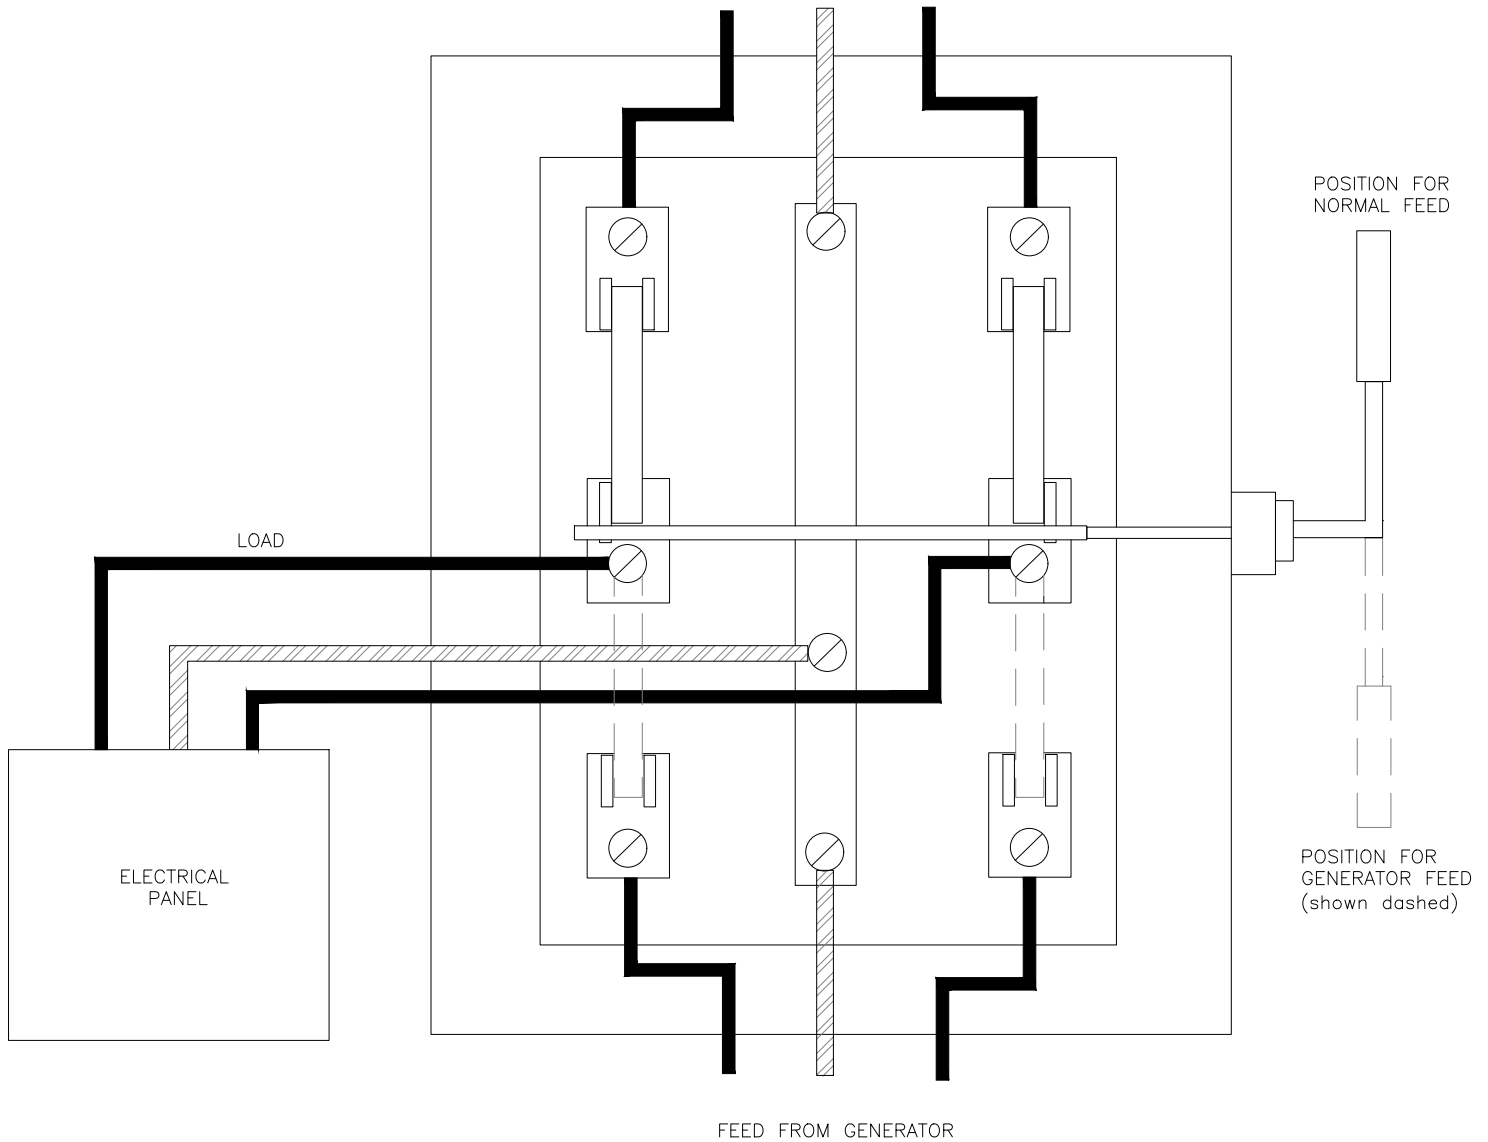 POSITION FOR
NORMAL FEED
LOAD
ELECTRICAL
PANEL
POSITION FOR
GENERATOR FEED
(shown dashed)
FEED FROM GENERATOR